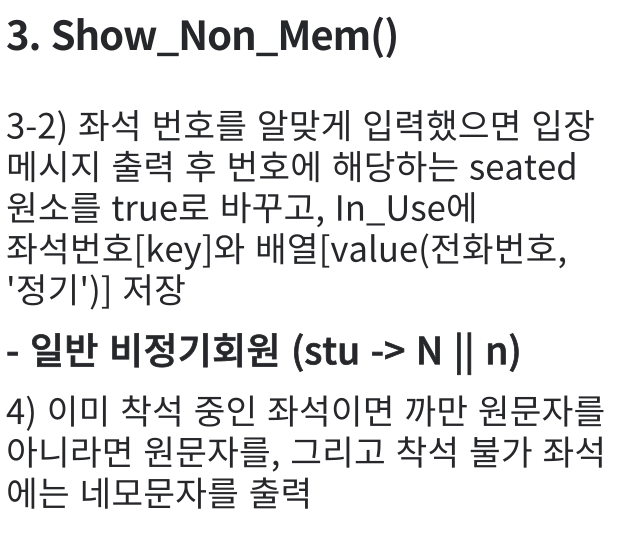 3. Show_Non_Mem()
3-2) 좌석 번호를 알맞게 입력했으면 입장
메시지 출력 후 번호에 해당하는 seated
원소를 true로 바꾸고, In_Use에
좌석번호[key]와 배열[value(전화번호,
'정기')] 저장
- 일반 비정기회원 (stu -> N || n)
4) 이미 착석 중인 좌석이면 까만 원문자를
아니라면 원문자를, 그리고 착석 불가 좌석
에는 네모문자를 출력